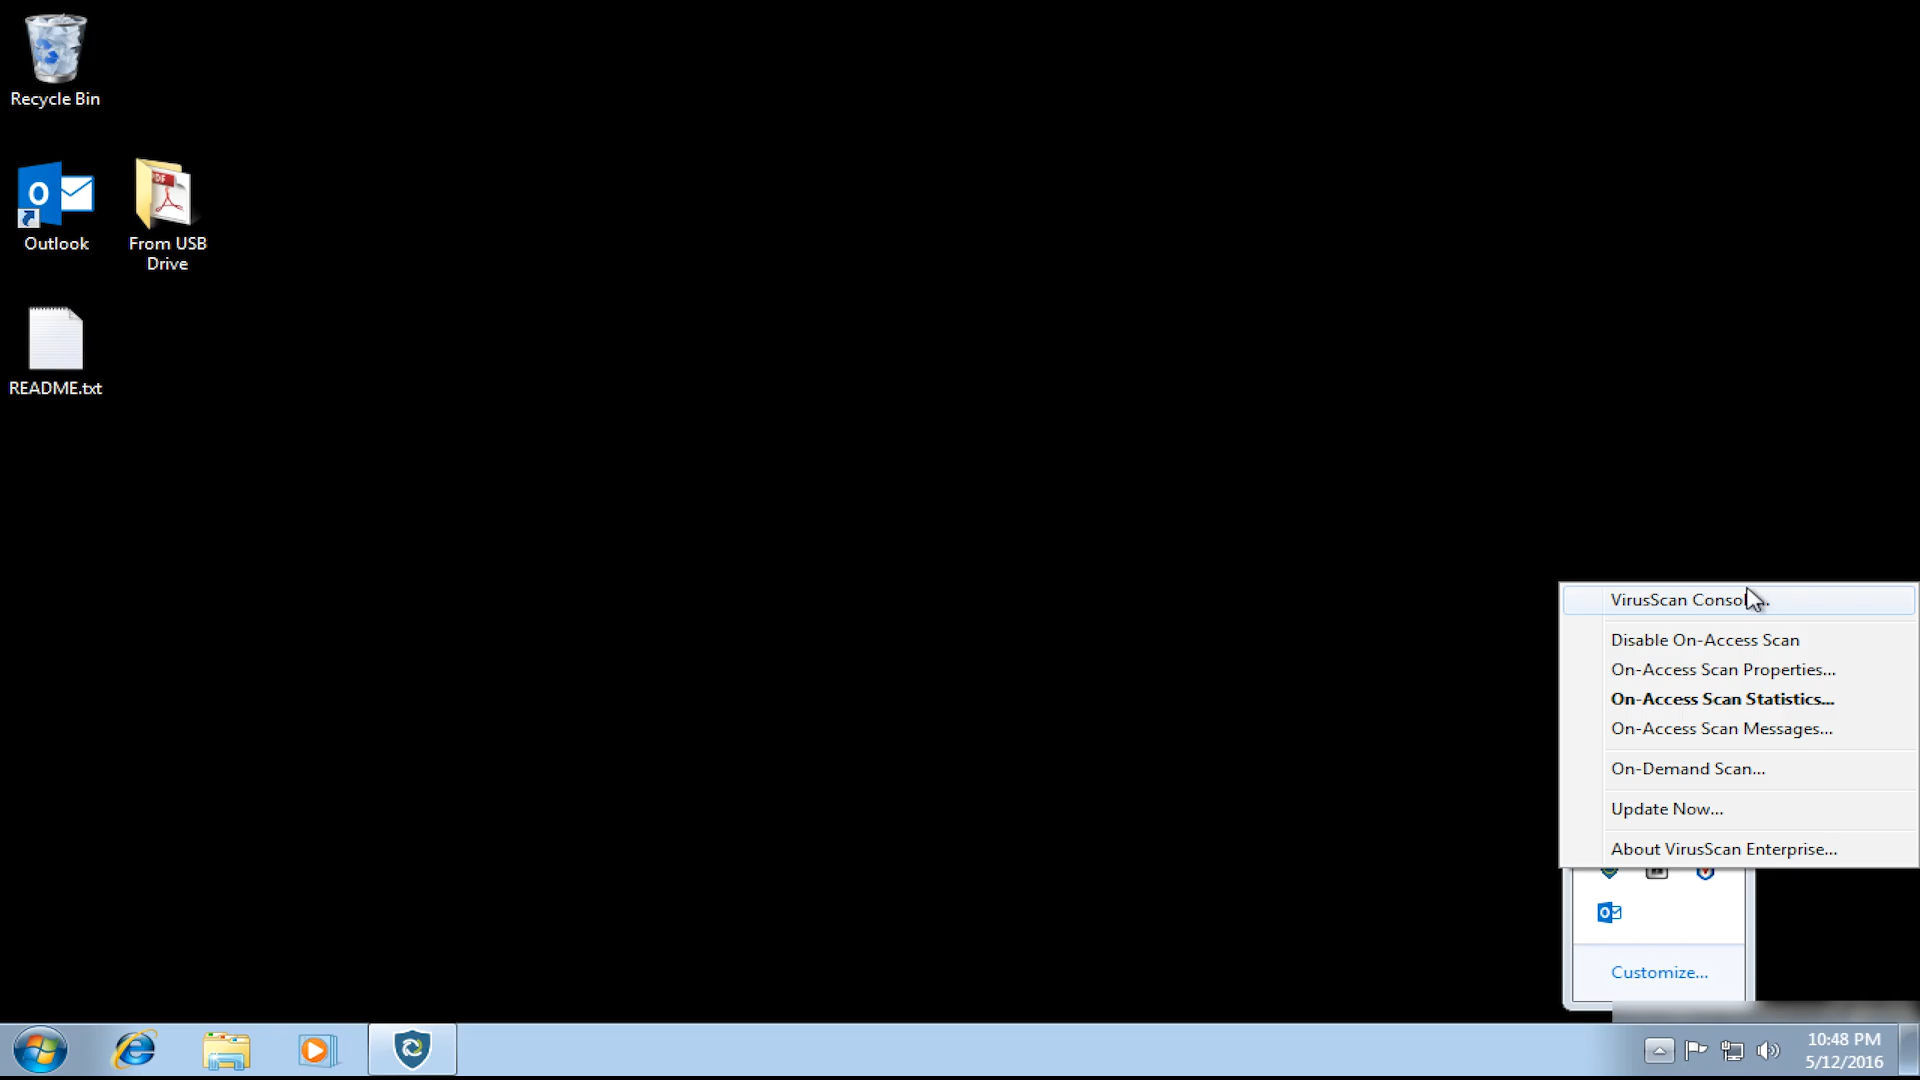 Recycle Bin
Outlook
From USB
Drive
README.txt
VirusScan Conso...
Disable On-Access Scan
On-Access Scan Properties...
On-Access Scan Statistics...
On-Access Scan Messages...
On-Demand Scan...
Update Now...
About VirusScan Enterprise...
Customize...
10:48 PM
5/12/2016